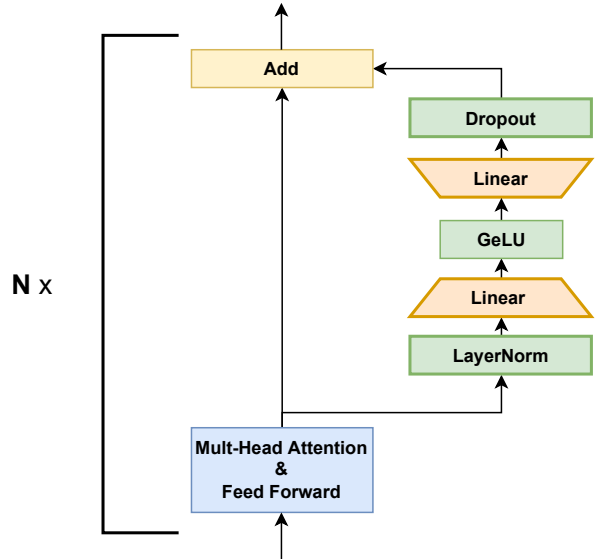 Add
Dropout
Linear
GeLU
N x
Linear
LayerNorm
Mult-Head Attention
&
Feed Forward